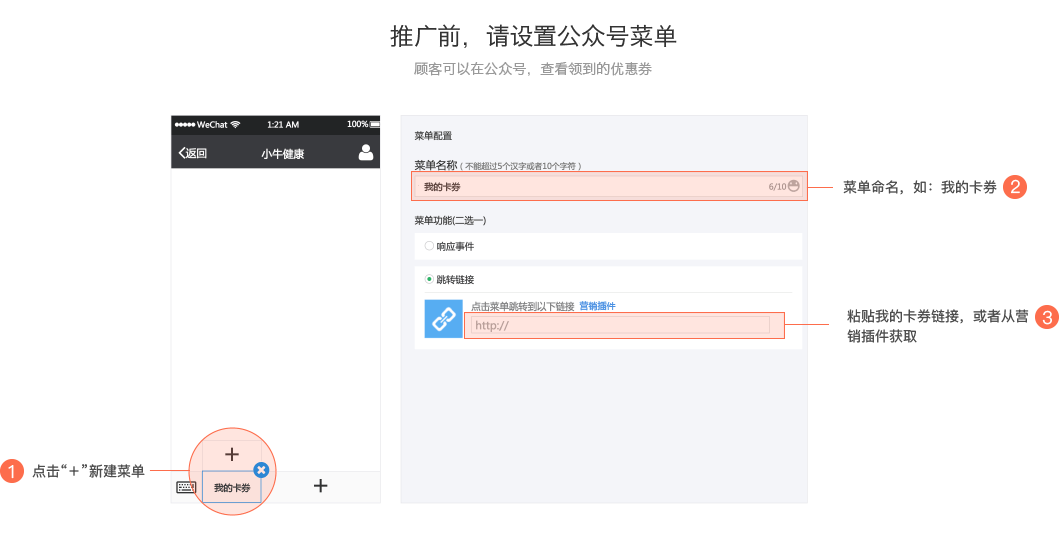 推广前，请设置公众号菜单
顾客可以在公众号，查看领到的优惠券
WeChat
1:21 AM
100%
返回
小牛健康
菜单配置
菜单名称（不能超过5个汉字或者10个字符）
我的卡券
6/10
菜单命名，如：我的卡券
2
菜单功能(二选一)
响应事件
跳转链接
点击菜单跳转到以下链接 营销插件
http://
粘贴我的卡券链接，或者从营
销插件获取
3
1
点击“＋”新建菜单
+
我的卡券
+